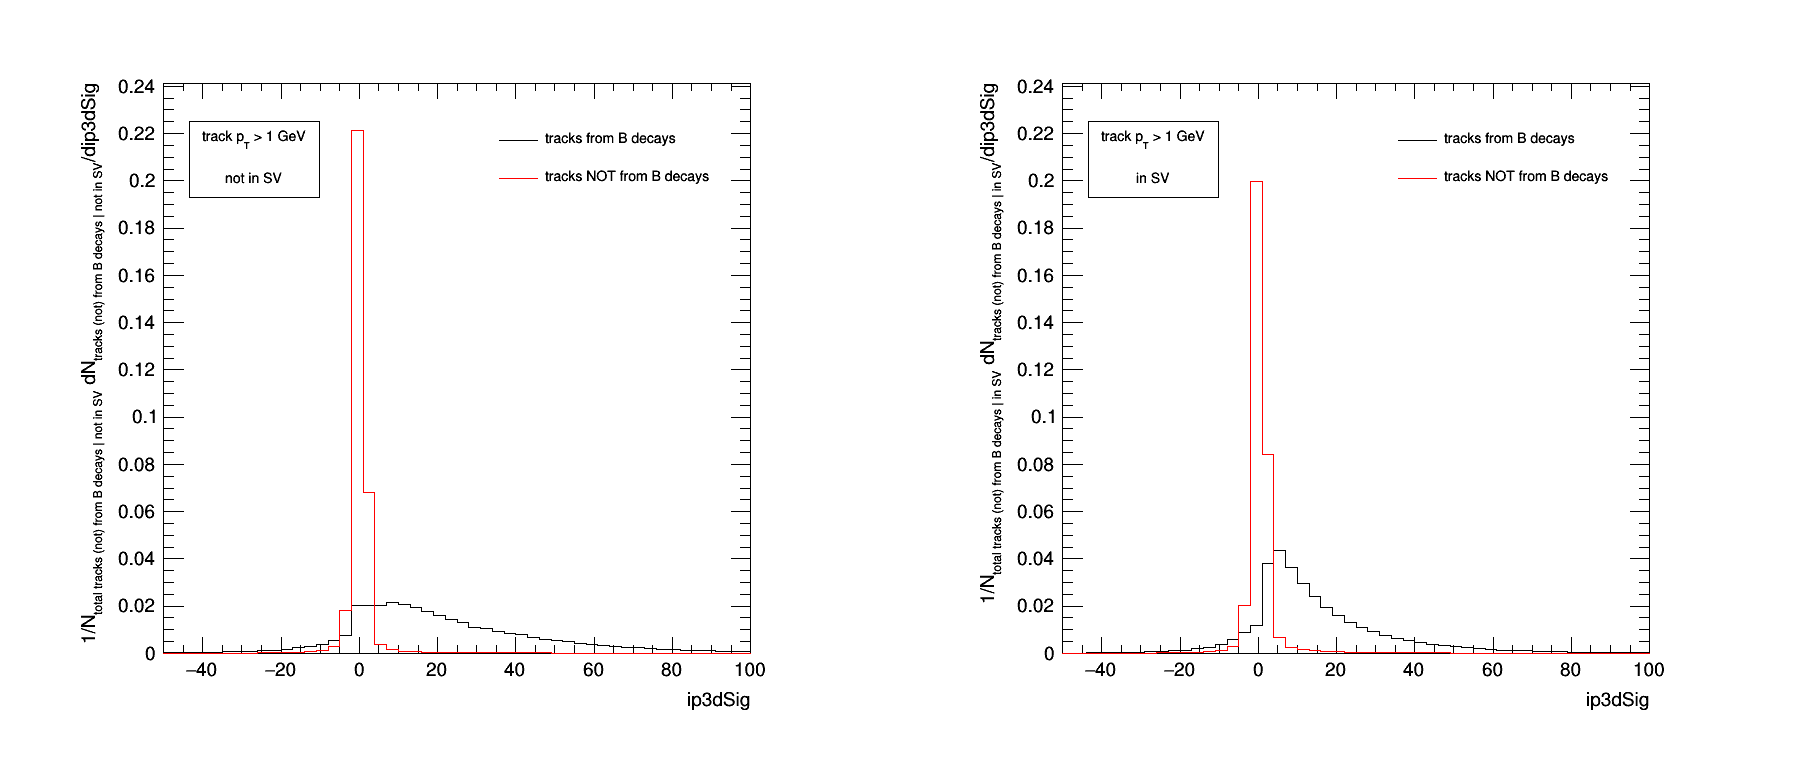 1/N_total tracks (not) from B decays | not in SV dN_tracks (not) from B decays | not in SV/dip3dSig
0.24
0.22
0.2
0.18
0.16
0.14
0.12
0.1
0.08
0.06
0.04
0.02
0
track p_T > 1 GeV
not in SV
tracks from B decays
tracks NOT from B decays
−40 −20 0 20 40 60 80 100
ip3dSig
1/N_total tracks (not) from B decays | in SV dN_tracks (not) from B decays | in SV/dip3dSig
0.24
0.22
0.2
0.18
0.16
0.14
0.12
0.1
0.08
0.06
0.04
0.02
0
track p_T > 1 GeV
in SV
tracks from B decays
tracks NOT from B decays
−40 −20 0 20 40 60 80 100
ip3dSig